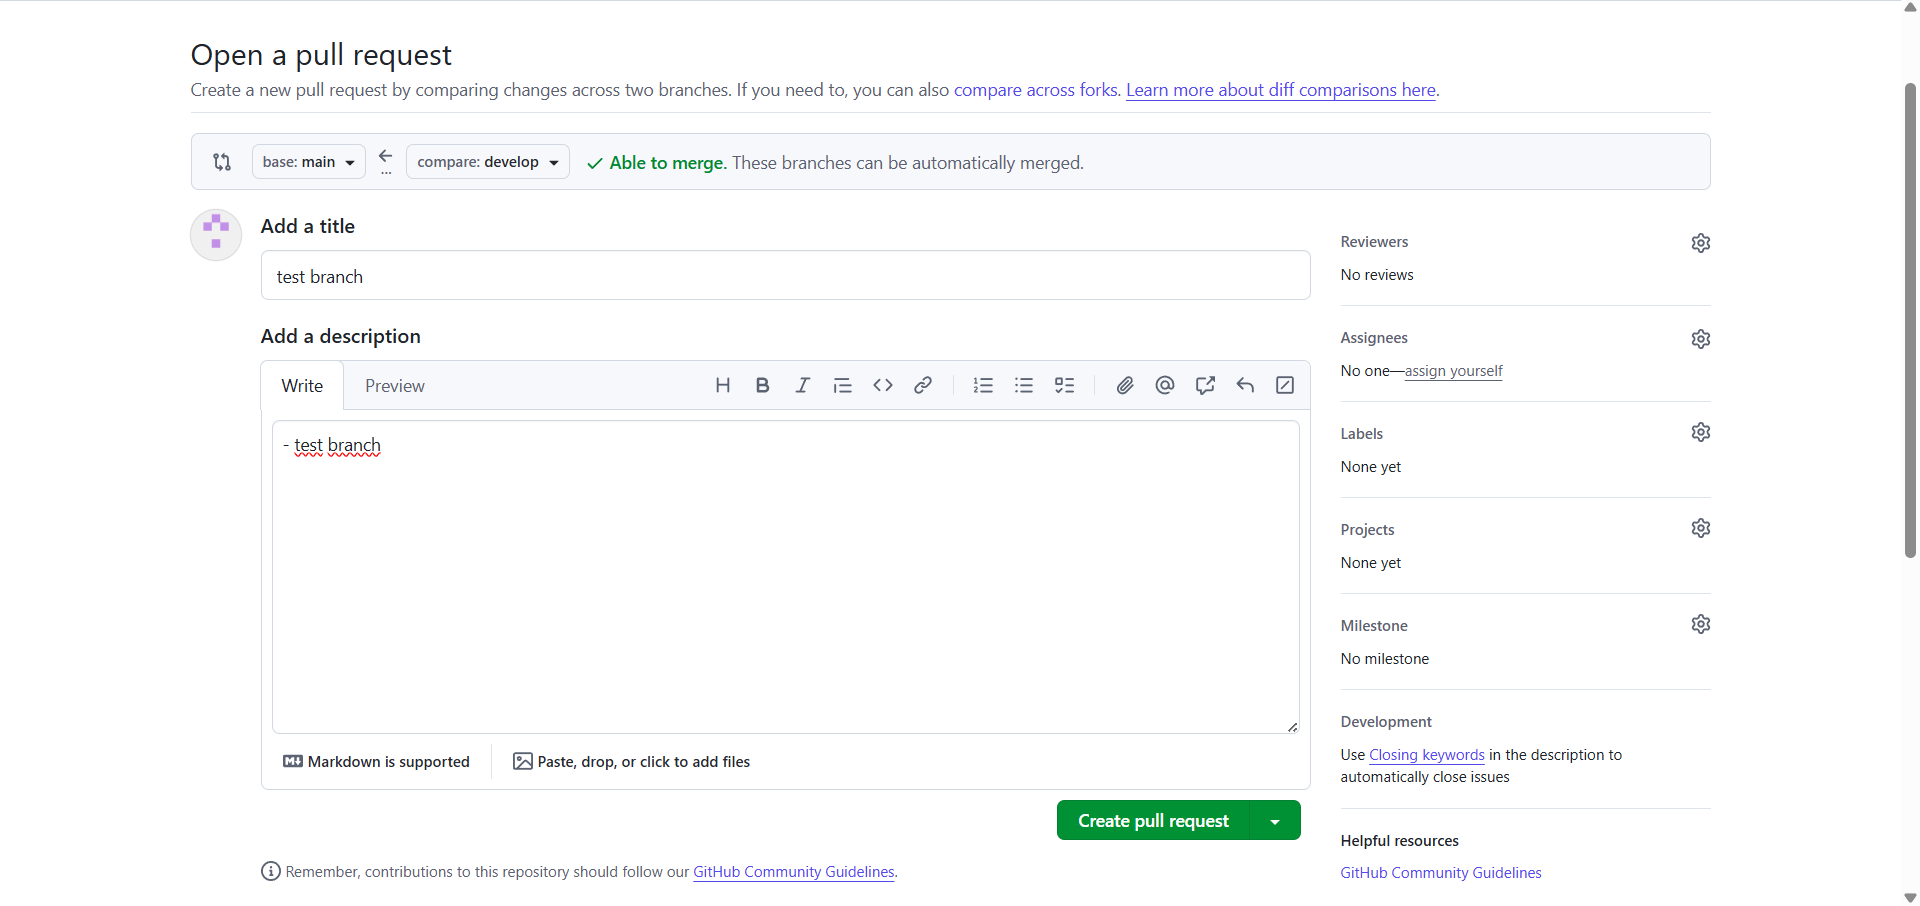 Open a pull request
Create a new pull request by comparing changes across two branches. If you need to, you can also compare across forks. Learn more about diff comparisons here.
base: main
...
compare: develop
Able to merge. These branches can be automatically merged.
Add a title
test branch
Add a description
Write
Preview
- test branch
Markdown is supported
Paste, drop, or click to add files
Create pull request
Remember, contributions to this repository should follow our GitHub Community Guidelines.
Reviewers
No reviews
Assignees
No one—assign yourself
Labels
None yet
Projects
None yet
Milestone
No milestone
Development
Use Closing keywords in the description to
automatically close issues
Helpful resources
GitHub Community Guidelines